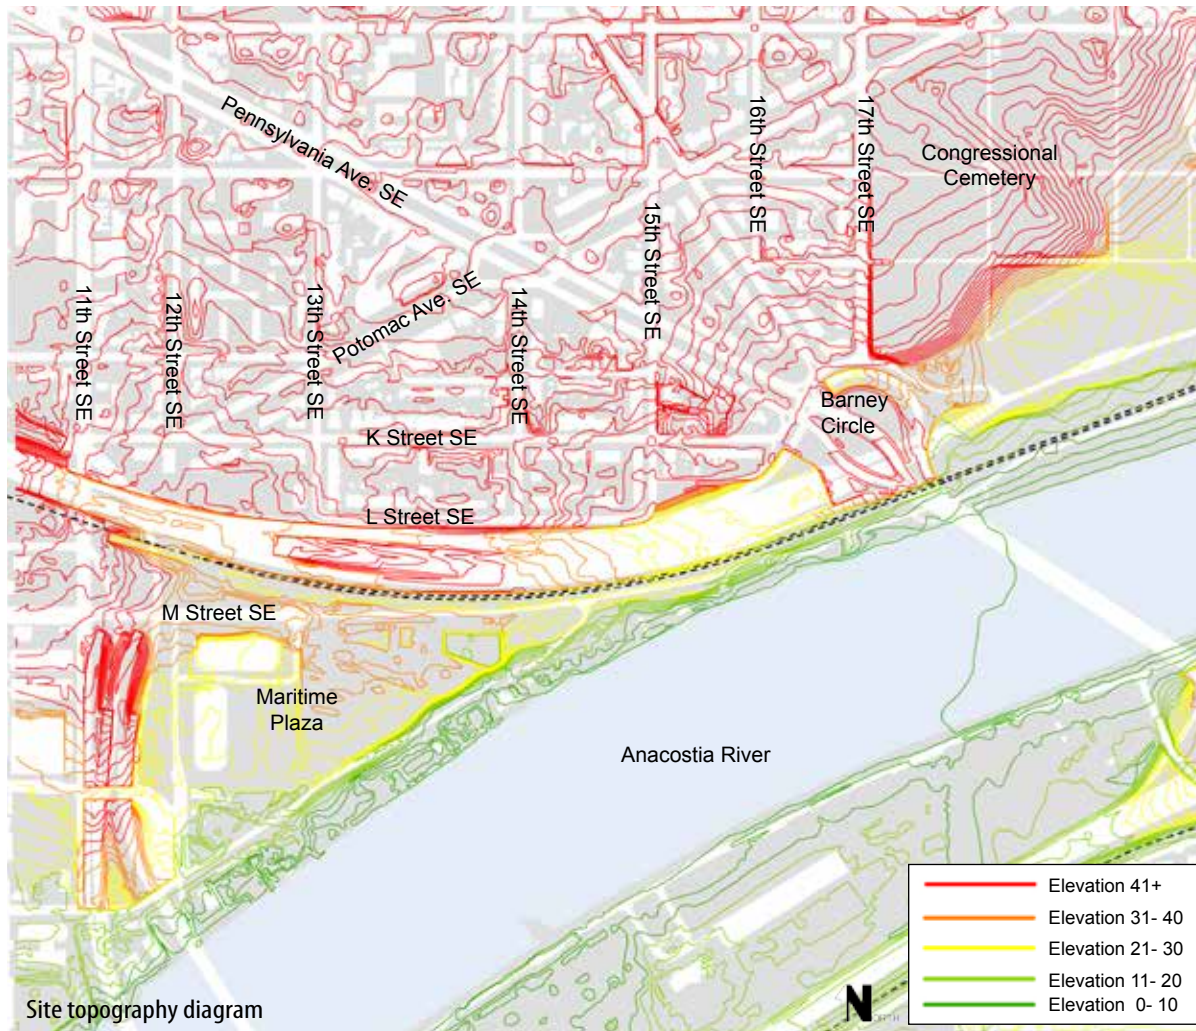 Pennsylvania Ave. SE
16th Street SE
17th Street SE
Congressional
Cemetery
15th Street SE
11th Street SE
12th Street SE
13th Street SE
Potomac Ave. SE
14th Street SE
Barney
Circle
K Street SE
L Street SE
M Street SE
Maritime
Plaza
Anacostia River
Elevation 41+
Elevation 31- 40
Elevation 21- 30
Elevation 11- 20
Elevation 0- 10
Site topography diagram
N